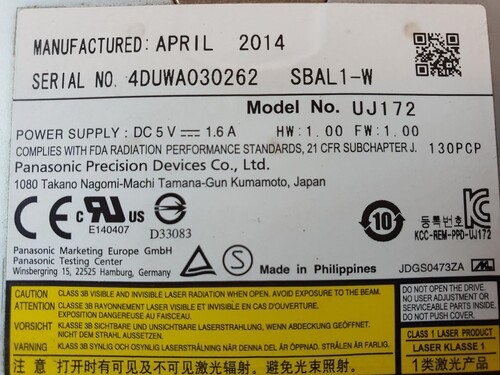 MANUFACTURED: APRIL 2014
SERIAL NO. 4DUWA030262 SBAL1-W
Model No. UJ172
POWER SUPPLY : DC 5 V ⎓ 1.6 A HW:1.00 FW:1.00
COMPLIES WITH FDA RADIATION PERFORMANCE STANDARDS, 21 CFR SUBCHAPTER J. 130PCP
Panasonic Precision Devices Co., Ltd.
1080 Takano Nagomi-Machi Tamana-Gun Kumamoto, Japan
CE c RU US
E140407 D33083
10
등록번호
KCC-REM-PPD-UJ172
Panasonic Marketing Europe GmbH
Panasonic Testing Center
Winsbergring 15, 22525 Hamburg, Germany
S
Made in Philippines JDGS0473ZA
CAUTION CLASS 3B VISIBLE AND INVISIBLE LASER RADIATION WHEN OPEN. AVOID EXPOSURE TO THE BEAM.
ATTENTION CLASSE 3B RAYONNEMENT LASER VISIBLE ET INVISIBLE EN CAS D'OUVERTURE.
EXPOSITION DANGEREUSE AU FAISCEAU.
VORSICHT KLASSE 3B SICHTBARE UND UNSICHTBARE LASERSTRAHLUNG, WENN ABDECKUNG GEÖFFNET.
NICHT DEM STRAHL AUSSETZEN.
VARNING KLASS 3B SYNLIG OCH OSYNLIG LASERSTRÅLNING NÄR DENNA DEL ÄR ÖPPNAD. STRÅLEN ÄR FARLIG.
注意 打开时有可见及不可见激光辐射。避免光束照射。
DO NOT OPEN THE DRIVE.
NO USER ADJUSTMENT OR
SERVICEABLE PARTS INSIDE.
DO NOT OPEN THE DRIVE.
CLASS 1 LASER PRODUCT
LASER KLASSE 1
1类激光产品